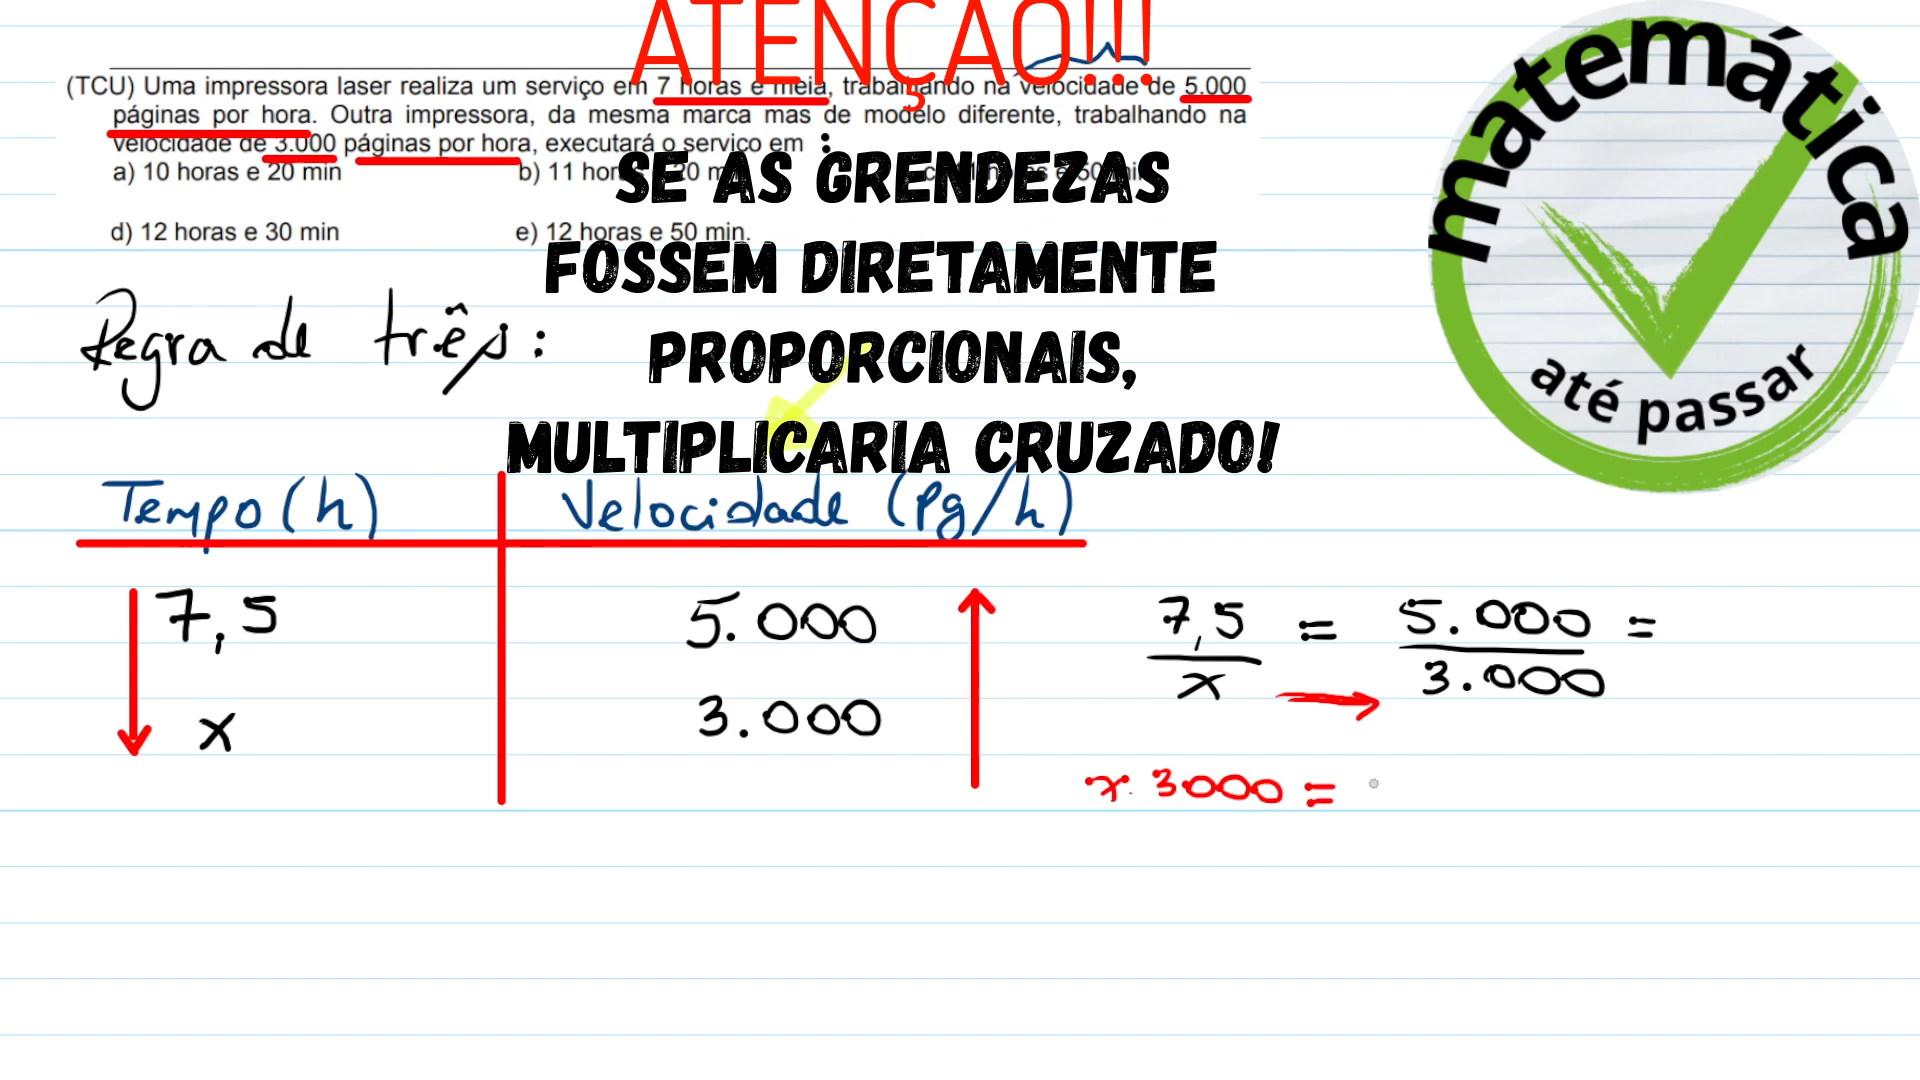 ATENÇÃO!!!
(TCU) Uma impressora laser realiza um serviço em 7 horas e meia, trabalhando na velocidade de 5.000
páginas por hora. Outra impressora, da mesma marca mas de modelo diferente, trabalhando na
velocidade de 3.000 páginas por hora, executará o serviço em :
a) 10 horas e 20 min b) 11 horas 20 m
d) 12 horas e 30 min e) 12 horas e 50 min.
SE AS GRENDEZAS
FOSSEM DIRETAMENTE
PROPORCIONAIS,
MULTIPLICARIA CRUZADO!
matemática
até passar
Regra de três:
Tempo (h) Velocidade (Pg/h)
7,5 5.000
x 3.000
7,5/x = 5.000/3.000 =
x. 3000 =